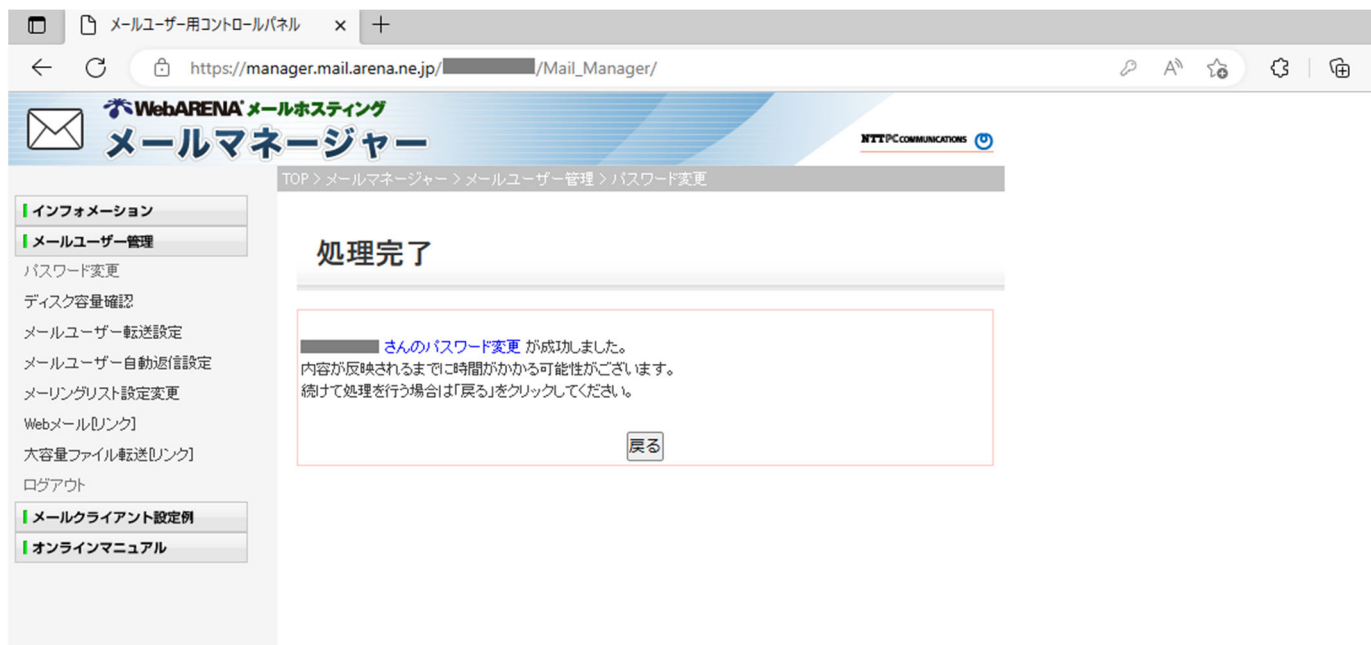 メールユーザー用コントロールパネル
https://manager.mail.arena.ne.jp/
/Mail_Manager/
WebARENA メールホスティング
メールマネージャー
NTTPC COMMUNICATIONS
TOP > メールマネージャー > メールユーザー管理 > パスワード変更
インフォメーション
メールユーザー管理
パスワード変更
ディスク容量確認
メールユーザー転送設定
メールユーザー自動返信設定
メーリングリスト設定変更
Webメール[リンク]
大容量ファイル転送[リンク]
ログアウト
メールクライアント設定例
オンラインマニュアル
処理完了
さんのパスワード変更 が成功しました。
内容が反映されるまでに時間がかかる可能性がございます。
続けて処理を行う場合は「戻る」をクリックしてください。
戻る